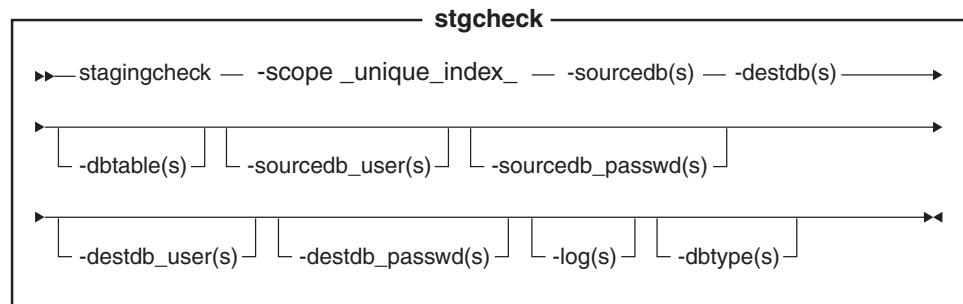 stgcheck
stagingcheck -scope _unique_index_ -sourcedb(s) -destdb(s)
-dbtable(s) -sourcedb_user(s) -sourcedb_passwd(s)
-destdb_user(s) -destdb_passwd(s) -log(s) -dbtype(s)